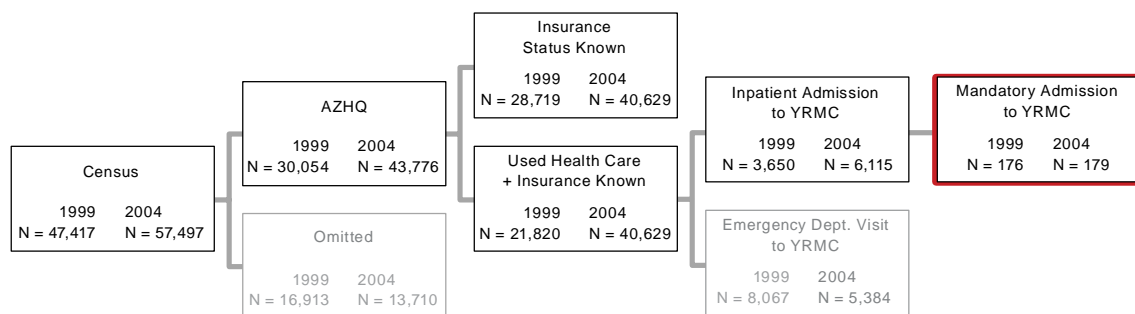 Census
1999 2004
N = 47,417 N = 57,497
AZHQ
1999 2004
N = 30,054 N = 43,776
Omitted
1999 2004
N = 16,913 N = 13,710
Insurance
Status Known
1999 2004
N = 28,719 N = 40,629
Used Health Care
+ Insurance Known
1999 2004
N = 21,820 N = 40,629
Inpatient Admission
to YRMC
1999 2004
N = 3,650 N = 6,115
Emergency Dept. Visit
to YRMC
1999 2004
N = 8,067 N = 5,384
Mandatory Admission
to YRMC
1999 2004
N = 176 N = 179